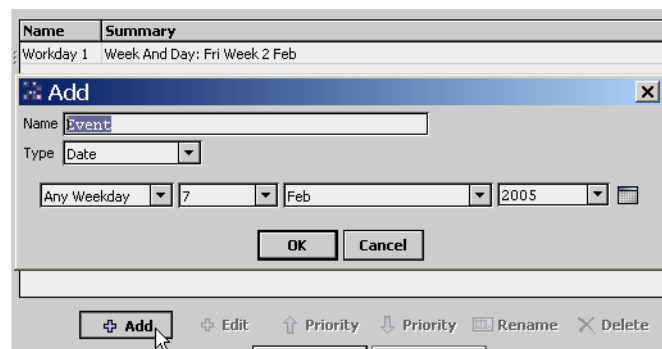 Name Summary
Workday 1 Week And Day: Fri Week 2 Feb
Add
Name Event
Type Date
Any Weekday 7 Feb 2005
OK Cancel
Add Edit Priority Priority Rename Delete